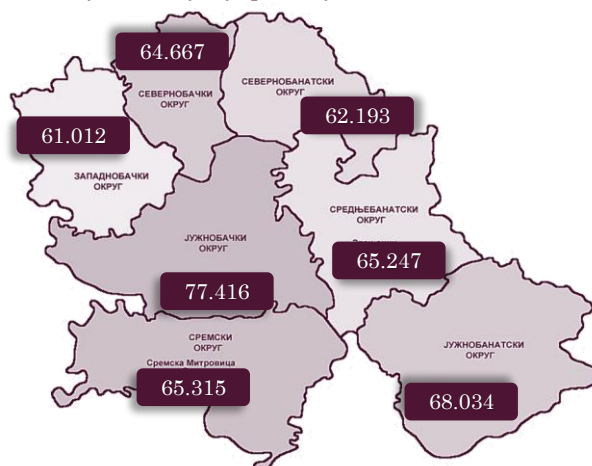 64.667
СЕВЕРНОБАЧКИ
ОКРУГ
СЕВЕРНОБАНАТСКИ
ОКРУГ
62.193
61.012
ЗАПАДНОБАЧКИ
ОКРУГ
СРЕДЊЕБАНАТСКИ
ОКРУГ
65.247
ЈУЖНОБАЧКИ
ОКРУГ
77.416
СРЕМСКИ
ОКРУГ
Сремска Митровица
65.315
ЈУЖНОБАНАТСКИ
ОКРУГ
68.034